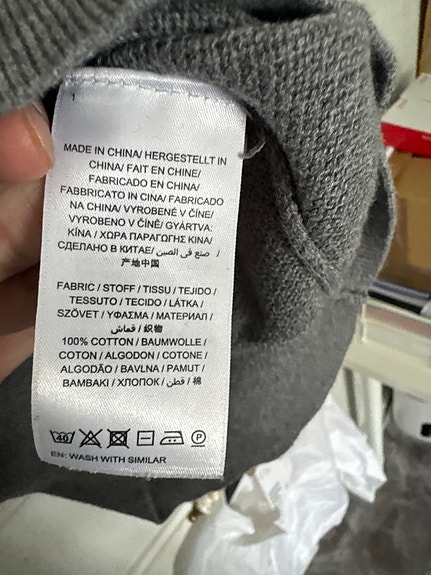 1
MADE IN CHINA/ HERGESTELLT IN
CHINA/ FAIT EN CHINE/
FABRICADO EN CHINA/
FABBRICATO IN CINA/ FABRICADO
NA CHINA/ VYROBENÉ V ČÍNE/
VYROBENO V ČÍNĚ/ GYÁRTVA:
KÍNA / ΧΩΡΑ ΠΑΡΑΓΩΓΗΣ ΚΙΝΑ/
СДЕЛАНО В КИТАЕ/ صنع في الصين /
产地中国
FABRIC / STOFF / TISSU / TEJIDO /
TESSUTO / TECIDO / LÁTKA /
SZÖVET / ΥΦΑΣΜΑ / МАТЕРИАЛ /
قماش / 织物
100% COTTON / BAUMWOLLE /
COTON / ALGODON / COTONE /
ALGODÃO / BAVLNA / PAMUT /
ΒΑΜΒΑΚΙ / ХЛОПОК / قطن / 棉
40 P
EN: WASH WITH SIMILAR